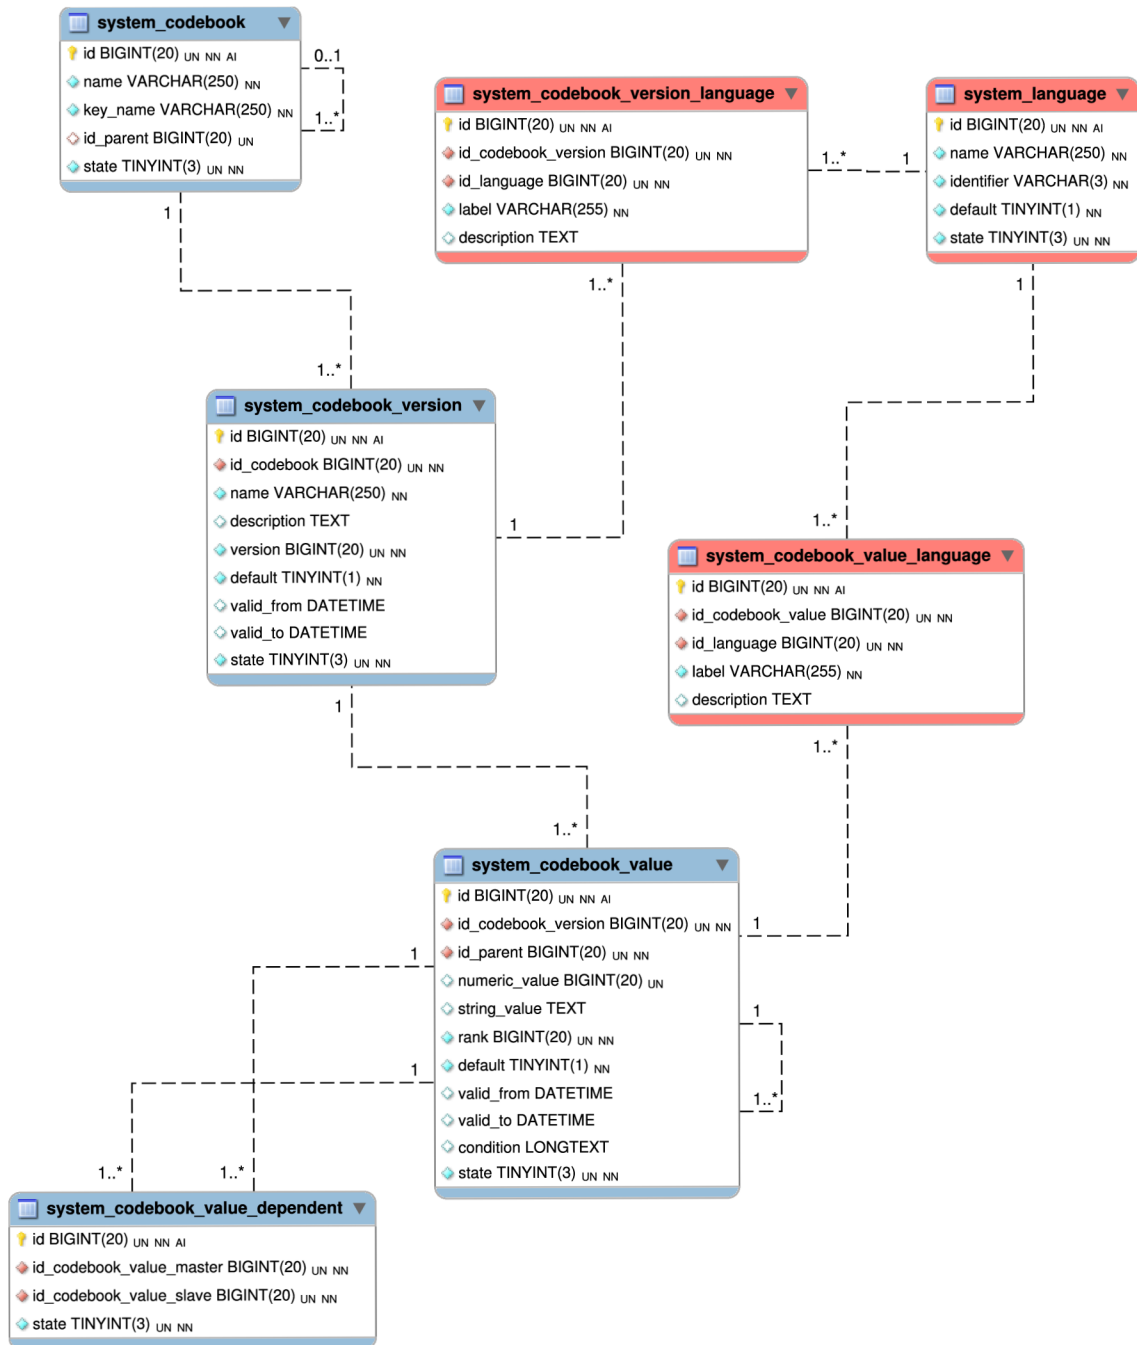 system_codebook
id BIGINT(20) UN NN AI
name VARCHAR(250) NN
key_name VARCHAR(250) NN
id_parent BIGINT(20) UN
state TINYINT(3) UN NN
0..1
1..*
system_codebook_version_language
id BIGINT(20) UN NN AI
id_codebook_version BIGINT(20) UN NN
id_language BIGINT(20) UN NN
label VARCHAR(255) NN
description TEXT
1..*
1
system_language
id BIGINT(20) UN NN AI
name VARCHAR(250) NN
identifier VARCHAR(3) NN
default TINYINT(1) NN
state TINYINT(3) UN NN
1
1..*
1
1..*
system_codebook_version
id BIGINT(20) UN NN AI
id_codebook BIGINT(20) UN NN
name VARCHAR(250) NN
description TEXT
version BIGINT(20) UN NN
default TINYINT(1) NN
valid_from DATETIME
valid_to DATETIME
state TINYINT(3) UN NN
1
1..*
system_codebook_value_language
id BIGINT(20) UN NN AI
id_codebook_value BIGINT(20) UN NN
id_language BIGINT(20) UN NN
label VARCHAR(255) NN
description TEXT
1
1..*
1..*
system_codebook_value
id BIGINT(20) UN NN AI
id_codebook_version BIGINT(20) UN NN
id_parent BIGINT(20) UN NN
numeric_value BIGINT(20) UN
string_value TEXT
rank BIGINT(20) UN NN
default TINYINT(1) NN
valid_from DATETIME
valid_to DATETIME
condition LONGTEXT
state TINYINT(3) UN NN
1
1
1
1..*
1
1..*
1..*
system_codebook_value_dependent
id BIGINT(20) UN NN AI
id_codebook_value_master BIGINT(20) UN NN
id_codebook_value_slave BIGINT(20) UN NN
state TINYINT(3) UN NN